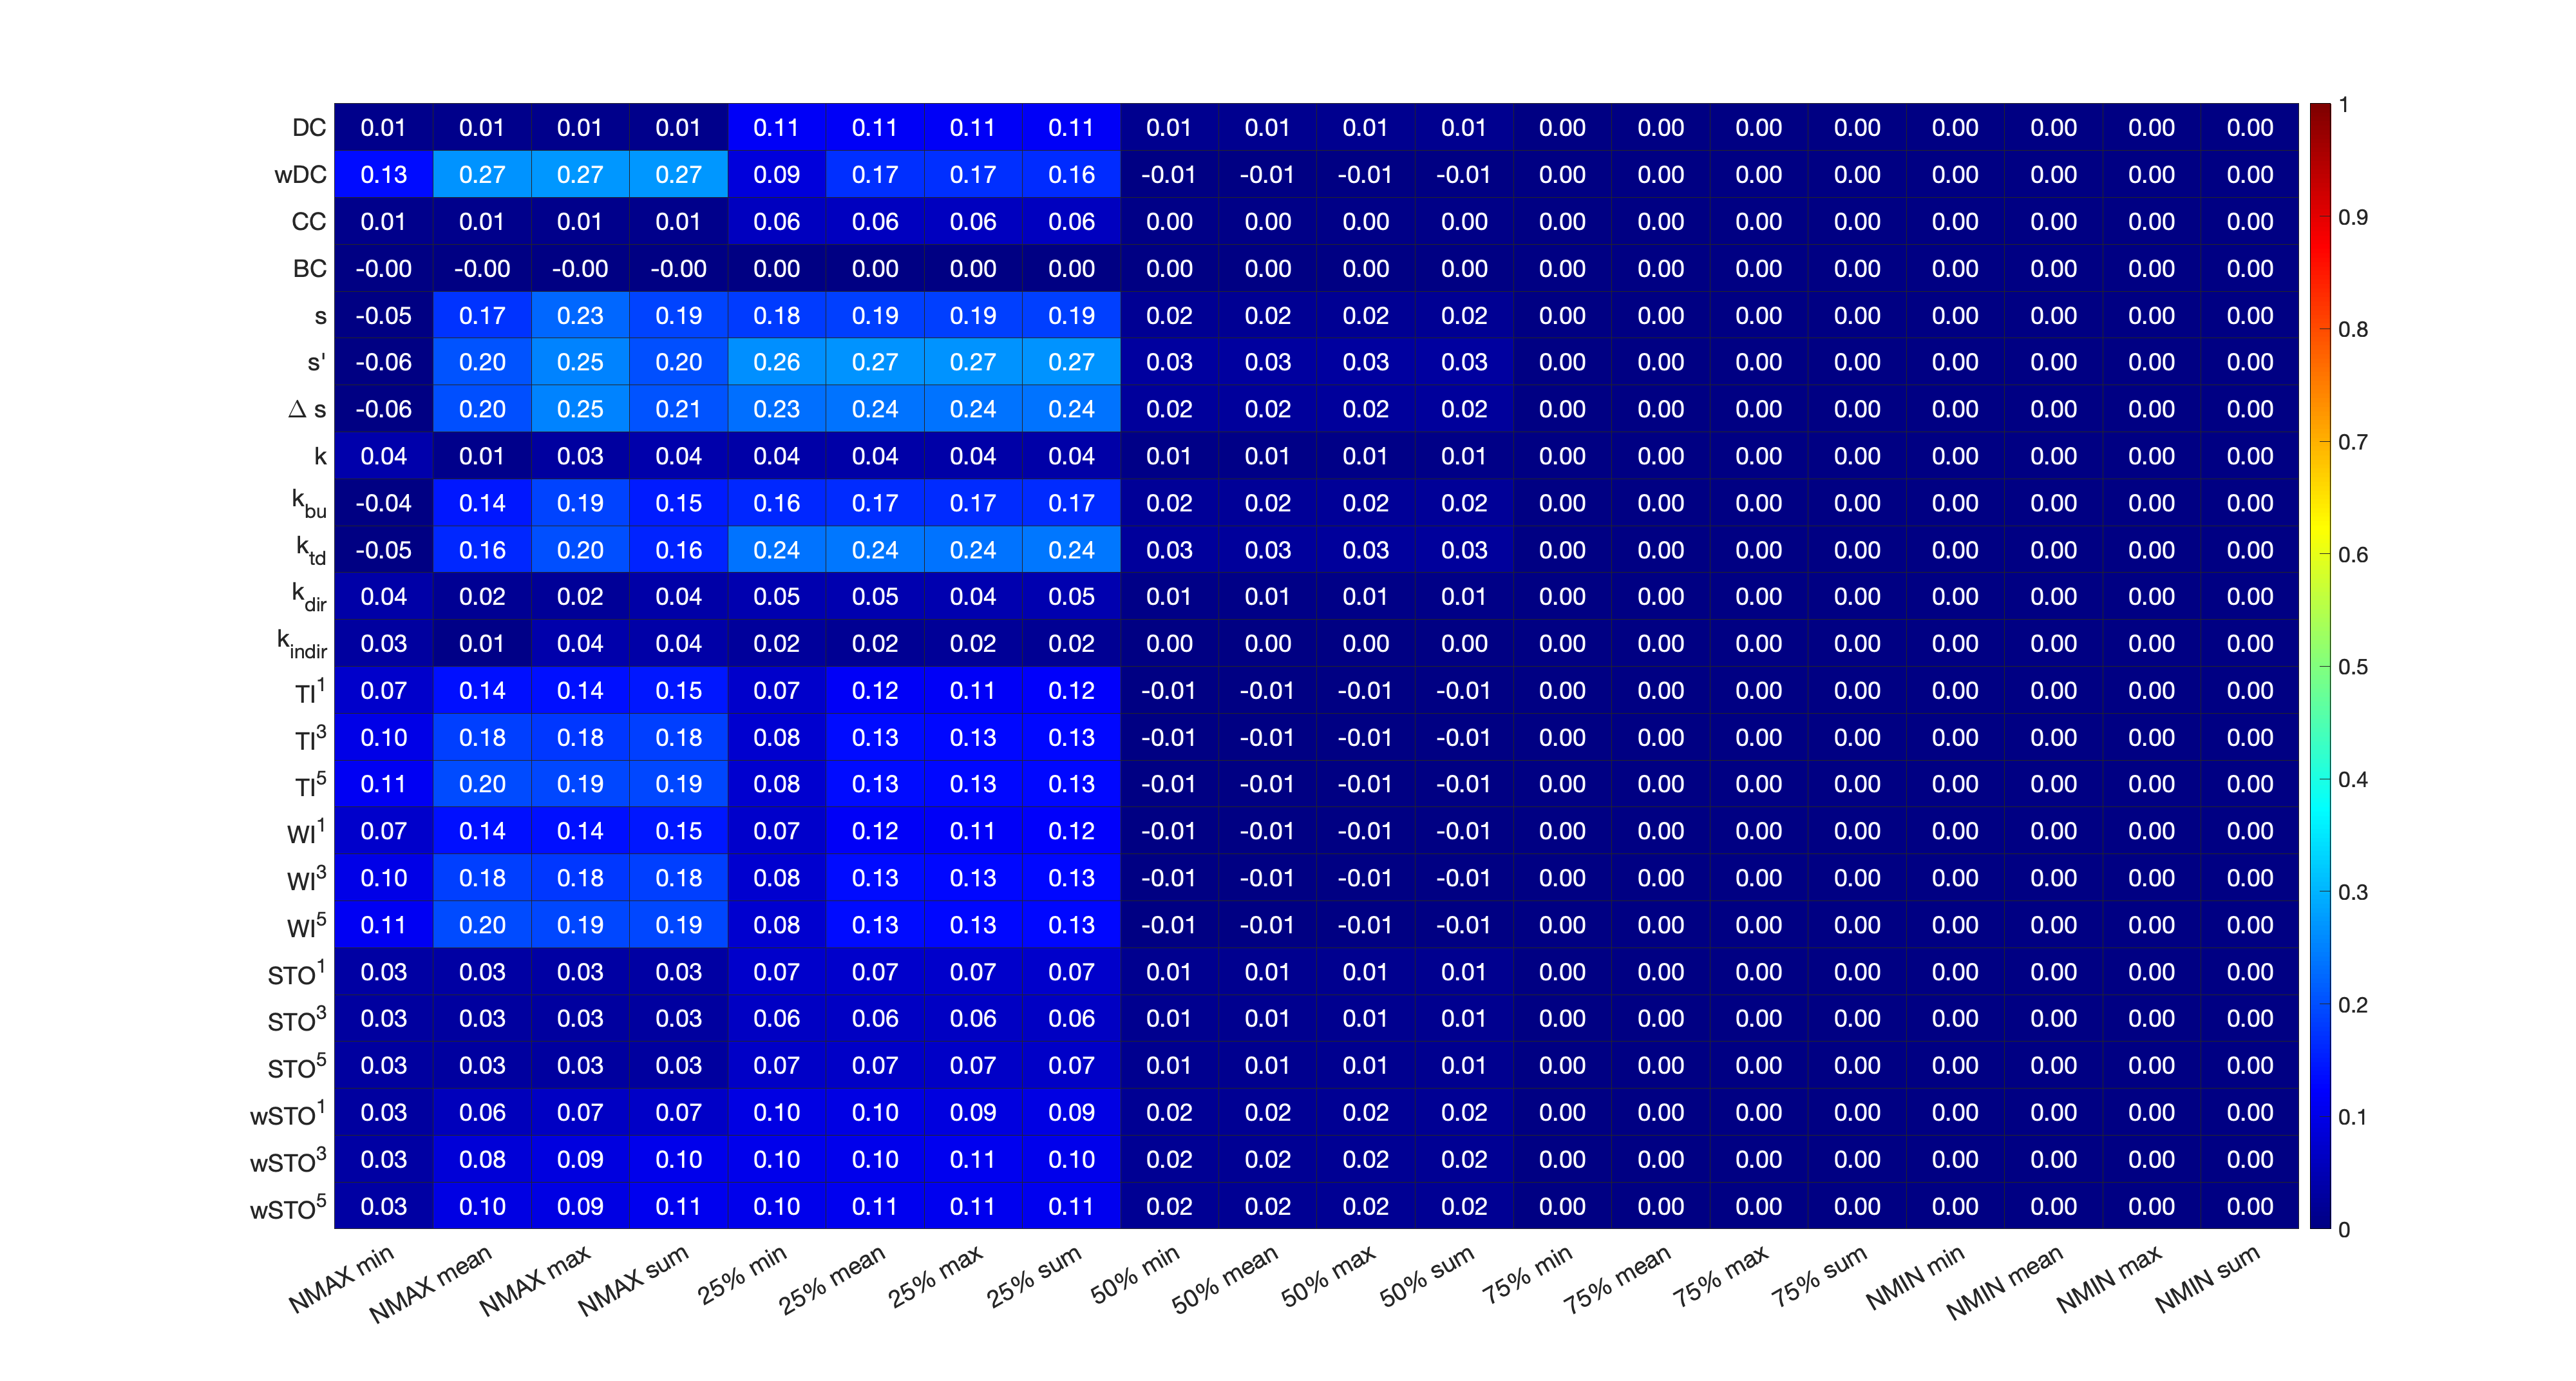 DC 0.01 0.01 0.01 0.01 0.11 0.11 0.11 0.11 0.01 0.01 0.01 0.01 0.00 0.00 0.00 0.00 0.00 0.00 0.00 0.00
wDC 0.13 0.27 0.27 0.27 0.09 0.17 0.17 0.16 -0.01 -0.01 -0.01 -0.01 0.00 0.00 0.00 0.00 0.00 0.00 0.00 0.00
CC 0.01 0.01 0.01 0.01 0.06 0.06 0.06 0.06 0.00 0.00 0.00 0.00 0.00 0.00 0.00 0.00 0.00 0.00 0.00 0.00
BC -0.00 -0.00 -0.00 -0.00 0.00 0.00 0.00 0.00 0.00 0.00 0.00 0.00 0.00 0.00 0.00 0.00 0.00 0.00 0.00 0.00
s -0.05 0.17 0.23 0.19 0.18 0.19 0.19 0.19 0.02 0.02 0.02 0.02 0.00 0.00 0.00 0.00 0.00 0.00 0.00 0.00
s' -0.06 0.20 0.25 0.20 0.26 0.27 0.27 0.27 0.03 0.03 0.03 0.03 0.00 0.00 0.00 0.00 0.00 0.00 0.00 0.00
Δ s -0.06 0.20 0.25 0.21 0.23 0.24 0.24 0.24 0.02 0.02 0.02 0.02 0.00 0.00 0.00 0.00 0.00 0.00 0.00 0.00
k 0.04 0.01 0.03 0.04 0.04 0.04 0.04 0.04 0.01 0.01 0.01 0.01 0.00 0.00 0.00 0.00 0.00 0.00 0.00 0.00
k_bu -0.04 0.14 0.19 0.15 0.16 0.17 0.17 0.17 0.02 0.02 0.02 0.02 0.00 0.00 0.00 0.00 0.00 0.00 0.00 0.00
k_td -0.05 0.16 0.20 0.16 0.24 0.24 0.24 0.24 0.03 0.03 0.03 0.03 0.00 0.00 0.00 0.00 0.00 0.00 0.00 0.00
k_dir 0.04 0.02 0.02 0.04 0.05 0.05 0.04 0.05 0.01 0.01 0.01 0.01 0.00 0.00 0.00 0.00 0.00 0.00 0.00 0.00
k_indir 0.03 0.01 0.04 0.04 0.02 0.02 0.02 0.02 0.00 0.00 0.00 0.00 0.00 0.00 0.00 0.00 0.00 0.00 0.00 0.00
TI¹ 0.07 0.14 0.14 0.15 0.07 0.12 0.11 0.12 -0.01 -0.01 -0.01 -0.01 0.00 0.00 0.00 0.00 0.00 0.00 0.00 0.00
TI³ 0.10 0.18 0.18 0.18 0.08 0.13 0.13 0.13 -0.01 -0.01 -0.01 -0.01 0.00 0.00 0.00 0.00 0.00 0.00 0.00 0.00
TI⁵ 0.11 0.20 0.19 0.19 0.08 0.13 0.13 0.13 -0.01 -0.01 -0.01 -0.01 0.00 0.00 0.00 0.00 0.00 0.00 0.00 0.00
WI¹ 0.07 0.14 0.14 0.15 0.07 0.12 0.11 0.12 -0.01 -0.01 -0.01 -0.01 0.00 0.00 0.00 0.00 0.00 0.00 0.00 0.00
WI³ 0.10 0.18 0.18 0.18 0.08 0.13 0.13 0.13 -0.01 -0.01 -0.01 -0.01 0.00 0.00 0.00 0.00 0.00 0.00 0.00 0.00
WI⁵ 0.11 0.20 0.19 0.19 0.08 0.13 0.13 0.13 -0.01 -0.01 -0.01 -0.01 0.00 0.00 0.00 0.00 0.00 0.00 0.00 0.00
STO¹ 0.03 0.03 0.03 0.03 0.07 0.07 0.07 0.07 0.01 0.01 0.01 0.01 0.00 0.00 0.00 0.00 0.00 0.00 0.00 0.00
STO³ 0.03 0.03 0.03 0.03 0.06 0.06 0.06 0.06 0.01 0.01 0.01 0.01 0.00 0.00 0.00 0.00 0.00 0.00 0.00 0.00
STO⁵ 0.03 0.03 0.03 0.03 0.07 0.07 0.07 0.07 0.01 0.01 0.01 0.01 0.00 0.00 0.00 0.00 0.00 0.00 0.00 0.00
wSTO¹ 0.03 0.06 0.07 0.07 0.10 0.10 0.09 0.09 0.02 0.02 0.02 0.02 0.00 0.00 0.00 0.00 0.00 0.00 0.00 0.00
wSTO³ 0.03 0.08 0.09 0.10 0.10 0.10 0.11 0.10 0.02 0.02 0.02 0.02 0.00 0.00 0.00 0.00 0.00 0.00 0.00 0.00
wSTO⁵ 0.03 0.10 0.09 0.11 0.10 0.11 0.11 0.11 0.02 0.02 0.02 0.02 0.00 0.00 0.00 0.00 0.00 0.00 0.00 0.00
NMAX min
NMAX mean
NMAX max
NMAX sum
25% min
25% mean
25% max
25% sum
50% min
50% mean
50% max
50% sum
75% min
75% mean
75% max
75% sum
NMIN min
NMIN mean
NMIN max
NMIN sum
1
0.9
0.8
0.7
0.6
0.5
0.4
0.3
0.2
0.1
0